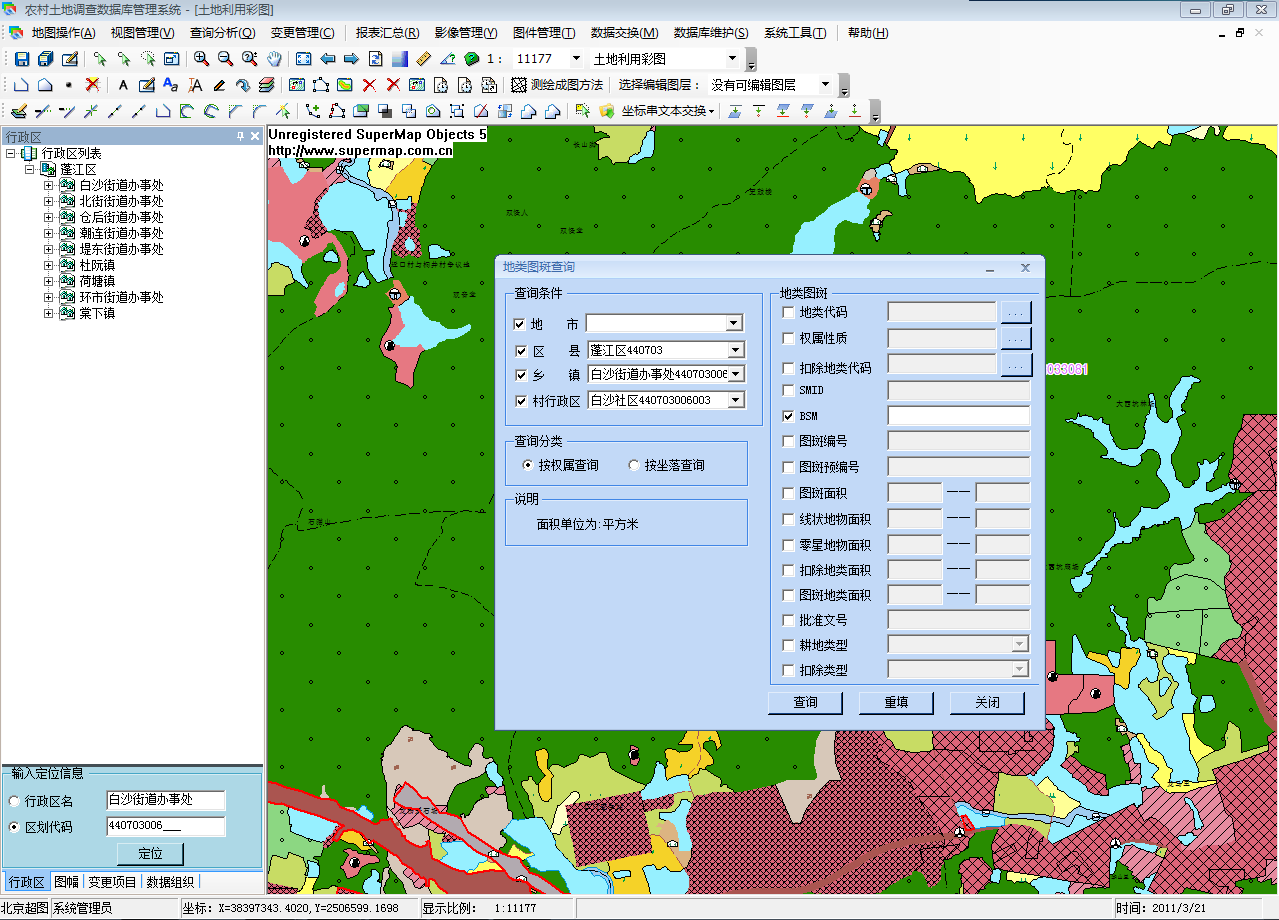 农村土地调查数据库管理系统 - [土地利用彩图]
地图操作(A) 视图管理(V) 查询分析(Q) 变更管理(C) 报表汇总(R) 影像管理(Y) 图件管理(T) 数据交换(M) 数据库维护(S) 系统工具(T) 帮助(H)
1: 11177 土地利用彩图
测绘成图方法 选择编辑图层: 没有可编辑图层
坐标串文本交换
行政区
行政区列表
蓬江区
白沙街道办事处
北街街道办事处
仓后街道办事处
潮连街道办事处
堤东街道办事处
杜阮镇
荷塘镇
环市街道办事处
棠下镇
输入定位信息
行政区名 白沙街道办事处
区划代码 440703006___
定位
行政区 图幅 变更项目 数据组织
Unregistered SuperMap Objects 5
http://www.supermap.com.cn
地类图斑查询
查询条件
地 市
区 县 蓬江区440703
乡 镇 白沙街道办事处440703006
村行政区 白沙社区440703006003
查询分类
按权属查询 按坐落查询
说明
面积单位为:平方米
地类图斑
地类代码 ...
权属性质 ...
扣除地类代码 ...
SMID
BSM
图斑编号
图斑预编号
图斑面积 ——
线状地物面积 ——
零星地物面积 ——
扣除地类面积 ——
图斑地类面积 ——
批准文号
耕地类型
扣除类型
查询 重填 关闭
033081
北京超图 系统管理员 坐标: X=38397343.4020,Y=2506599.1698 显示比例: 1:11177 时间: 2011/3/21